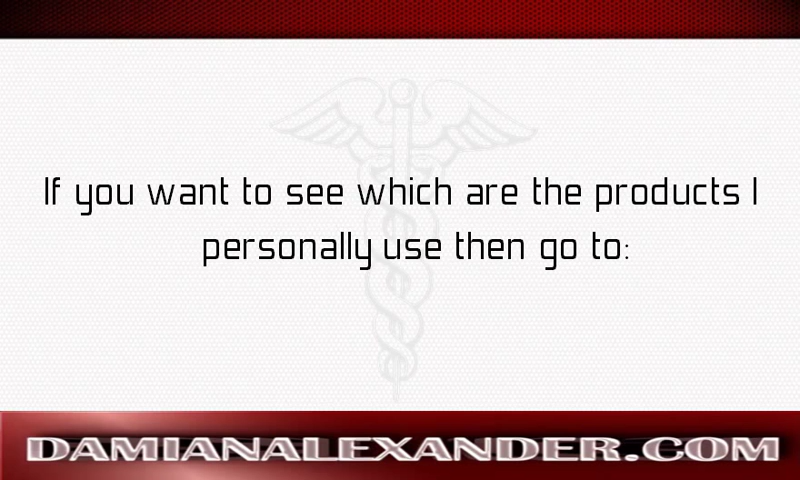 If you want to see which are the products I
personally use then go to:
DAMIANALEXANDER.COM